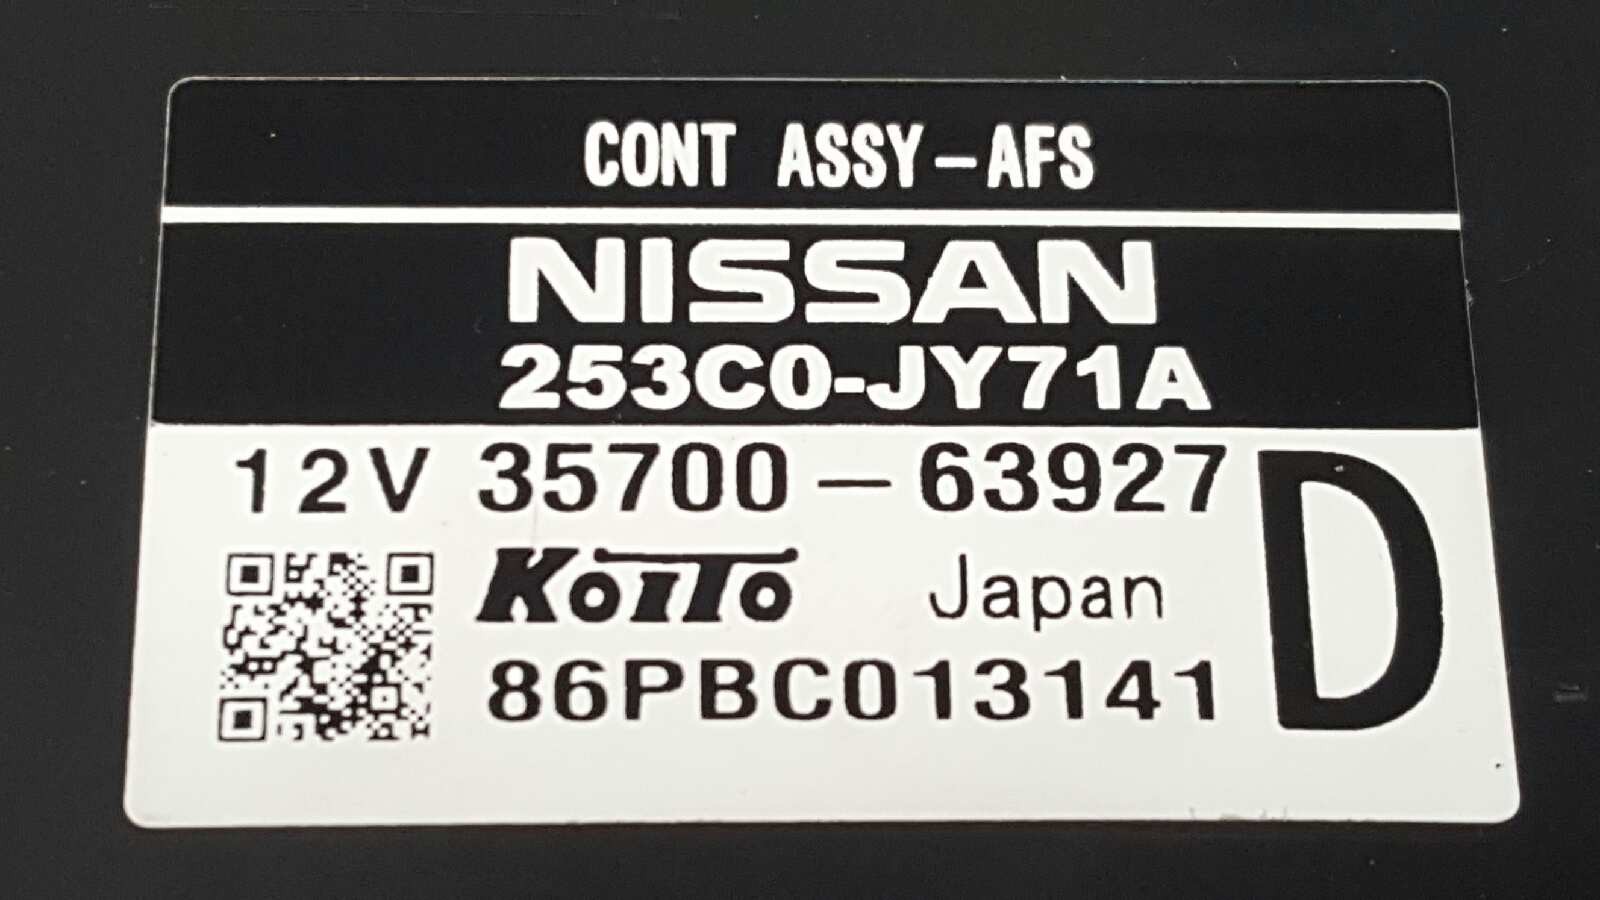 CONT ASSY-AFS
NISSAN
253C0-JY71A
12V 35700-63927 D
KOITO Japan
86PBC013141